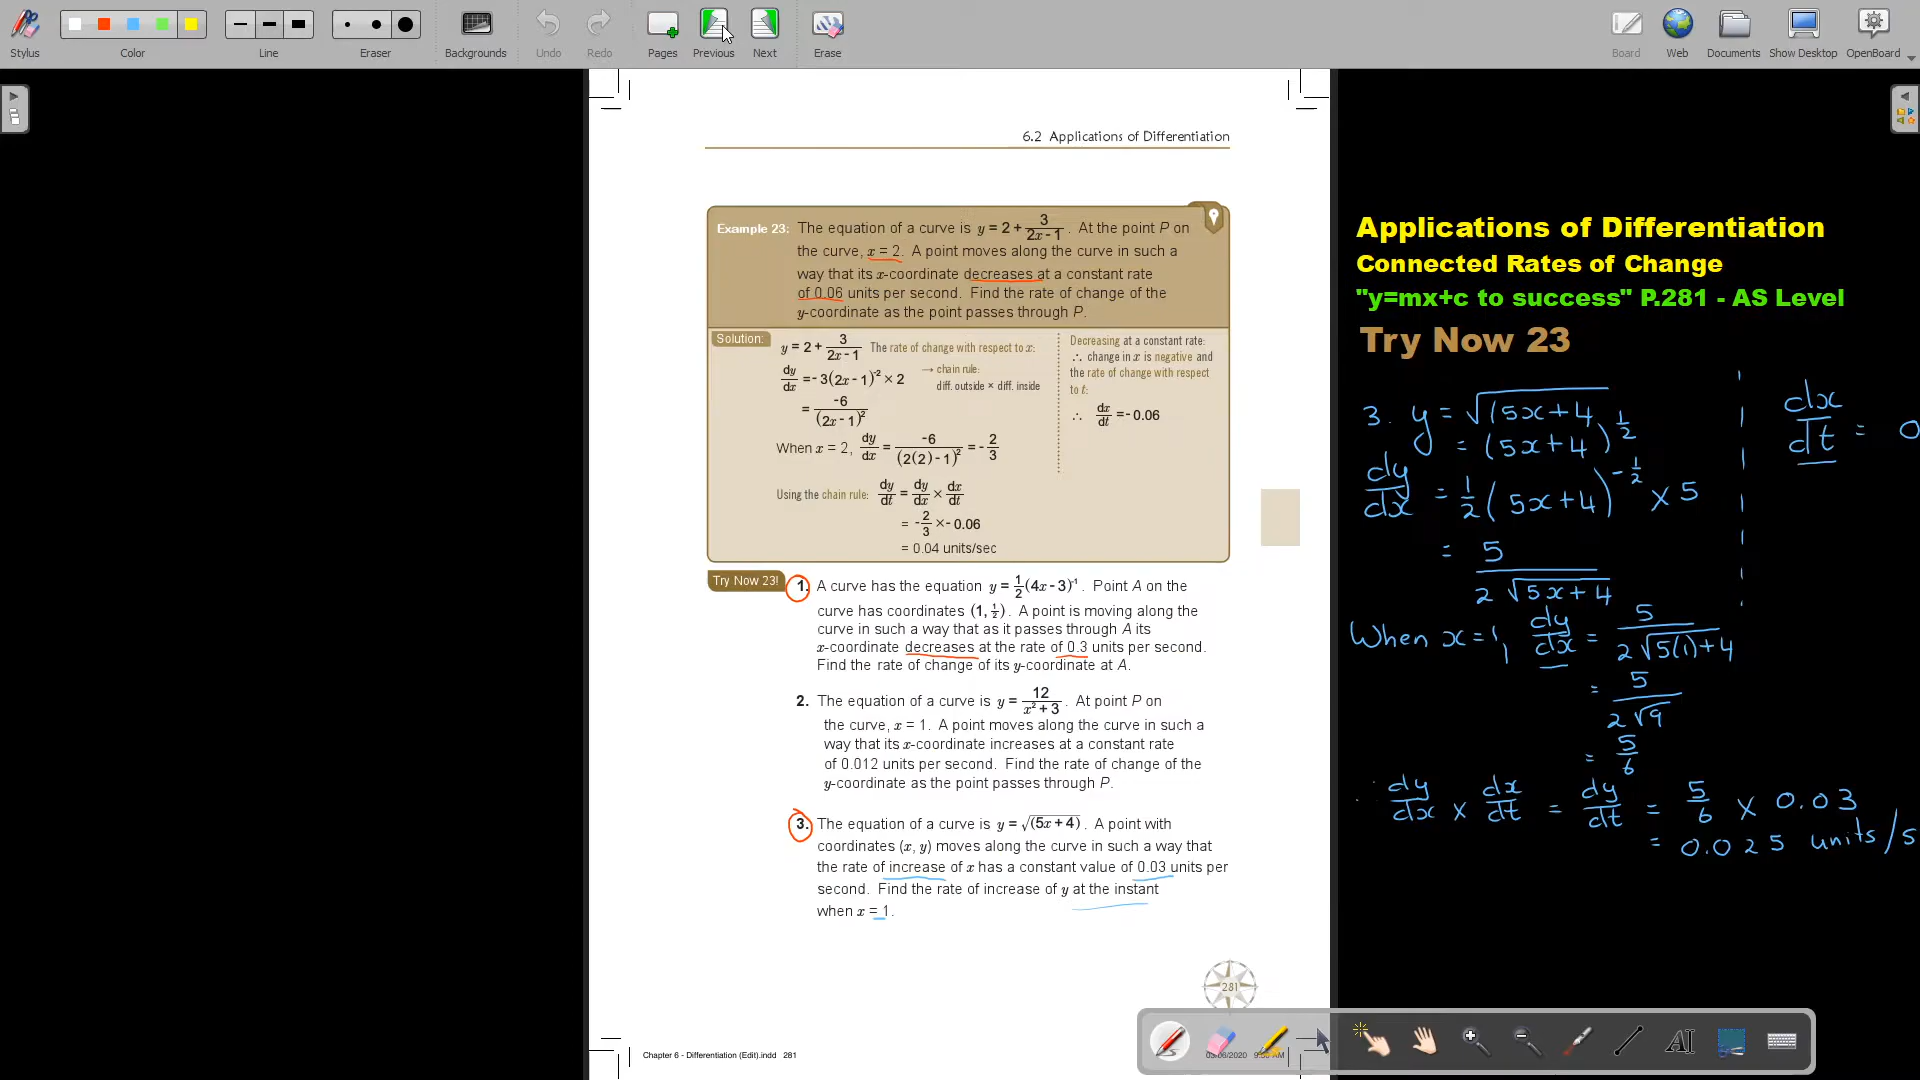 Stylus
Color
Line
Eraser
Backgrounds
Undo
Redo
Pages
Previous
Next
Erase
Board
Web
Documents
Show Desktop
OpenBoard
6.2 Applications of Differentiation
Example 23: The equation of a curve is y = 2 + 3/(2x − 1). At the point P on
the curve, x = 2. A point moves along the curve in such a
way that its x-coordinate decreases at a constant rate
of 0.06 units per second. Find the rate of change of the
y-coordinate as the point passes through P.
Solution:
y = 2 + 3/(2x − 1) The rate of change with respect to x:
dy/dx = −3(2x − 1)⁻² × 2 → chain rule:
diff. outside × diff. inside
= −6/(2x − 1)²
When x = 2, dy/dx = −6/(2(2) − 1)² = −2/3
Using the chain rule: dy/dt = dy/dx × dx/dt
= −2/3 × −0.06
= 0.04 units/sec
Decreasing at a constant rate:
∴ change in x is negative and
the rate of change with respect
to t:
∴ dx/dt = −0.06
Try Now 23!
1. A curve has the equation y = 1/2(4x − 3)⁻¹. Point A on the
curve has coordinates (1, 1/2). A point is moving along the
curve in such a way that as it passes through A its
x-coordinate decreases at the rate of 0.3 units per second.
Find the rate of change of its y-coordinate at A.
2. The equation of a curve is y = 12/(x² + 3). At point P on
the curve, x = 1. A point moves along the curve in such a
way that its x-coordinate increases at a constant rate
of 0.012 units per second. Find the rate of change of the
y-coordinate as the point passes through P.
3. The equation of a curve is y = √(5x + 4). A point with
coordinates (x, y) moves along the curve in such a way that
the rate of increase of x has a constant value of 0.03 units per
second. Find the rate of increase of y at the instant
when x = 1.
281
Chapter 6 - Differentiation (Edit).indd 281
Applications of Differentiation
Connected Rates of Change
"y=mx+c to success" P.281 - AS Level
Try Now 23
3. y = √(5x+4
= (5x+4)^1/2
dy/dx = 1/2(5x+4)^-1/2 × 5
= 5/(2√5x+4)
When x=1, dy/dx = 5/(2√5(1)+4)
= 5/(2√9)
= 5/6
∴ dy/dx × dx/dt = dy/dt = 5/6 × 0.03
= 0.025 units/s
dx/dt = 0